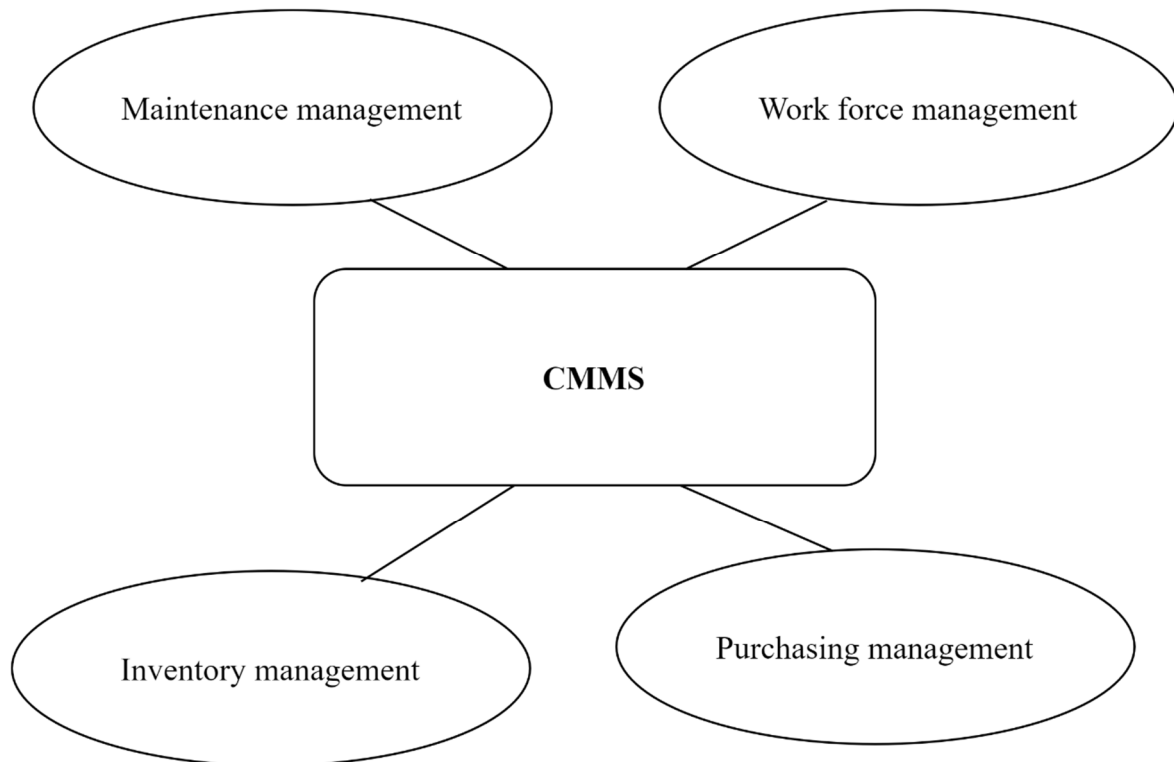 Maintenance management
Work force management
CMMS
Inventory management
Purchasing management